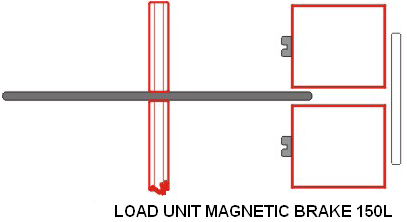 LOAD UNIT MAGNETIC BRAKE 150L